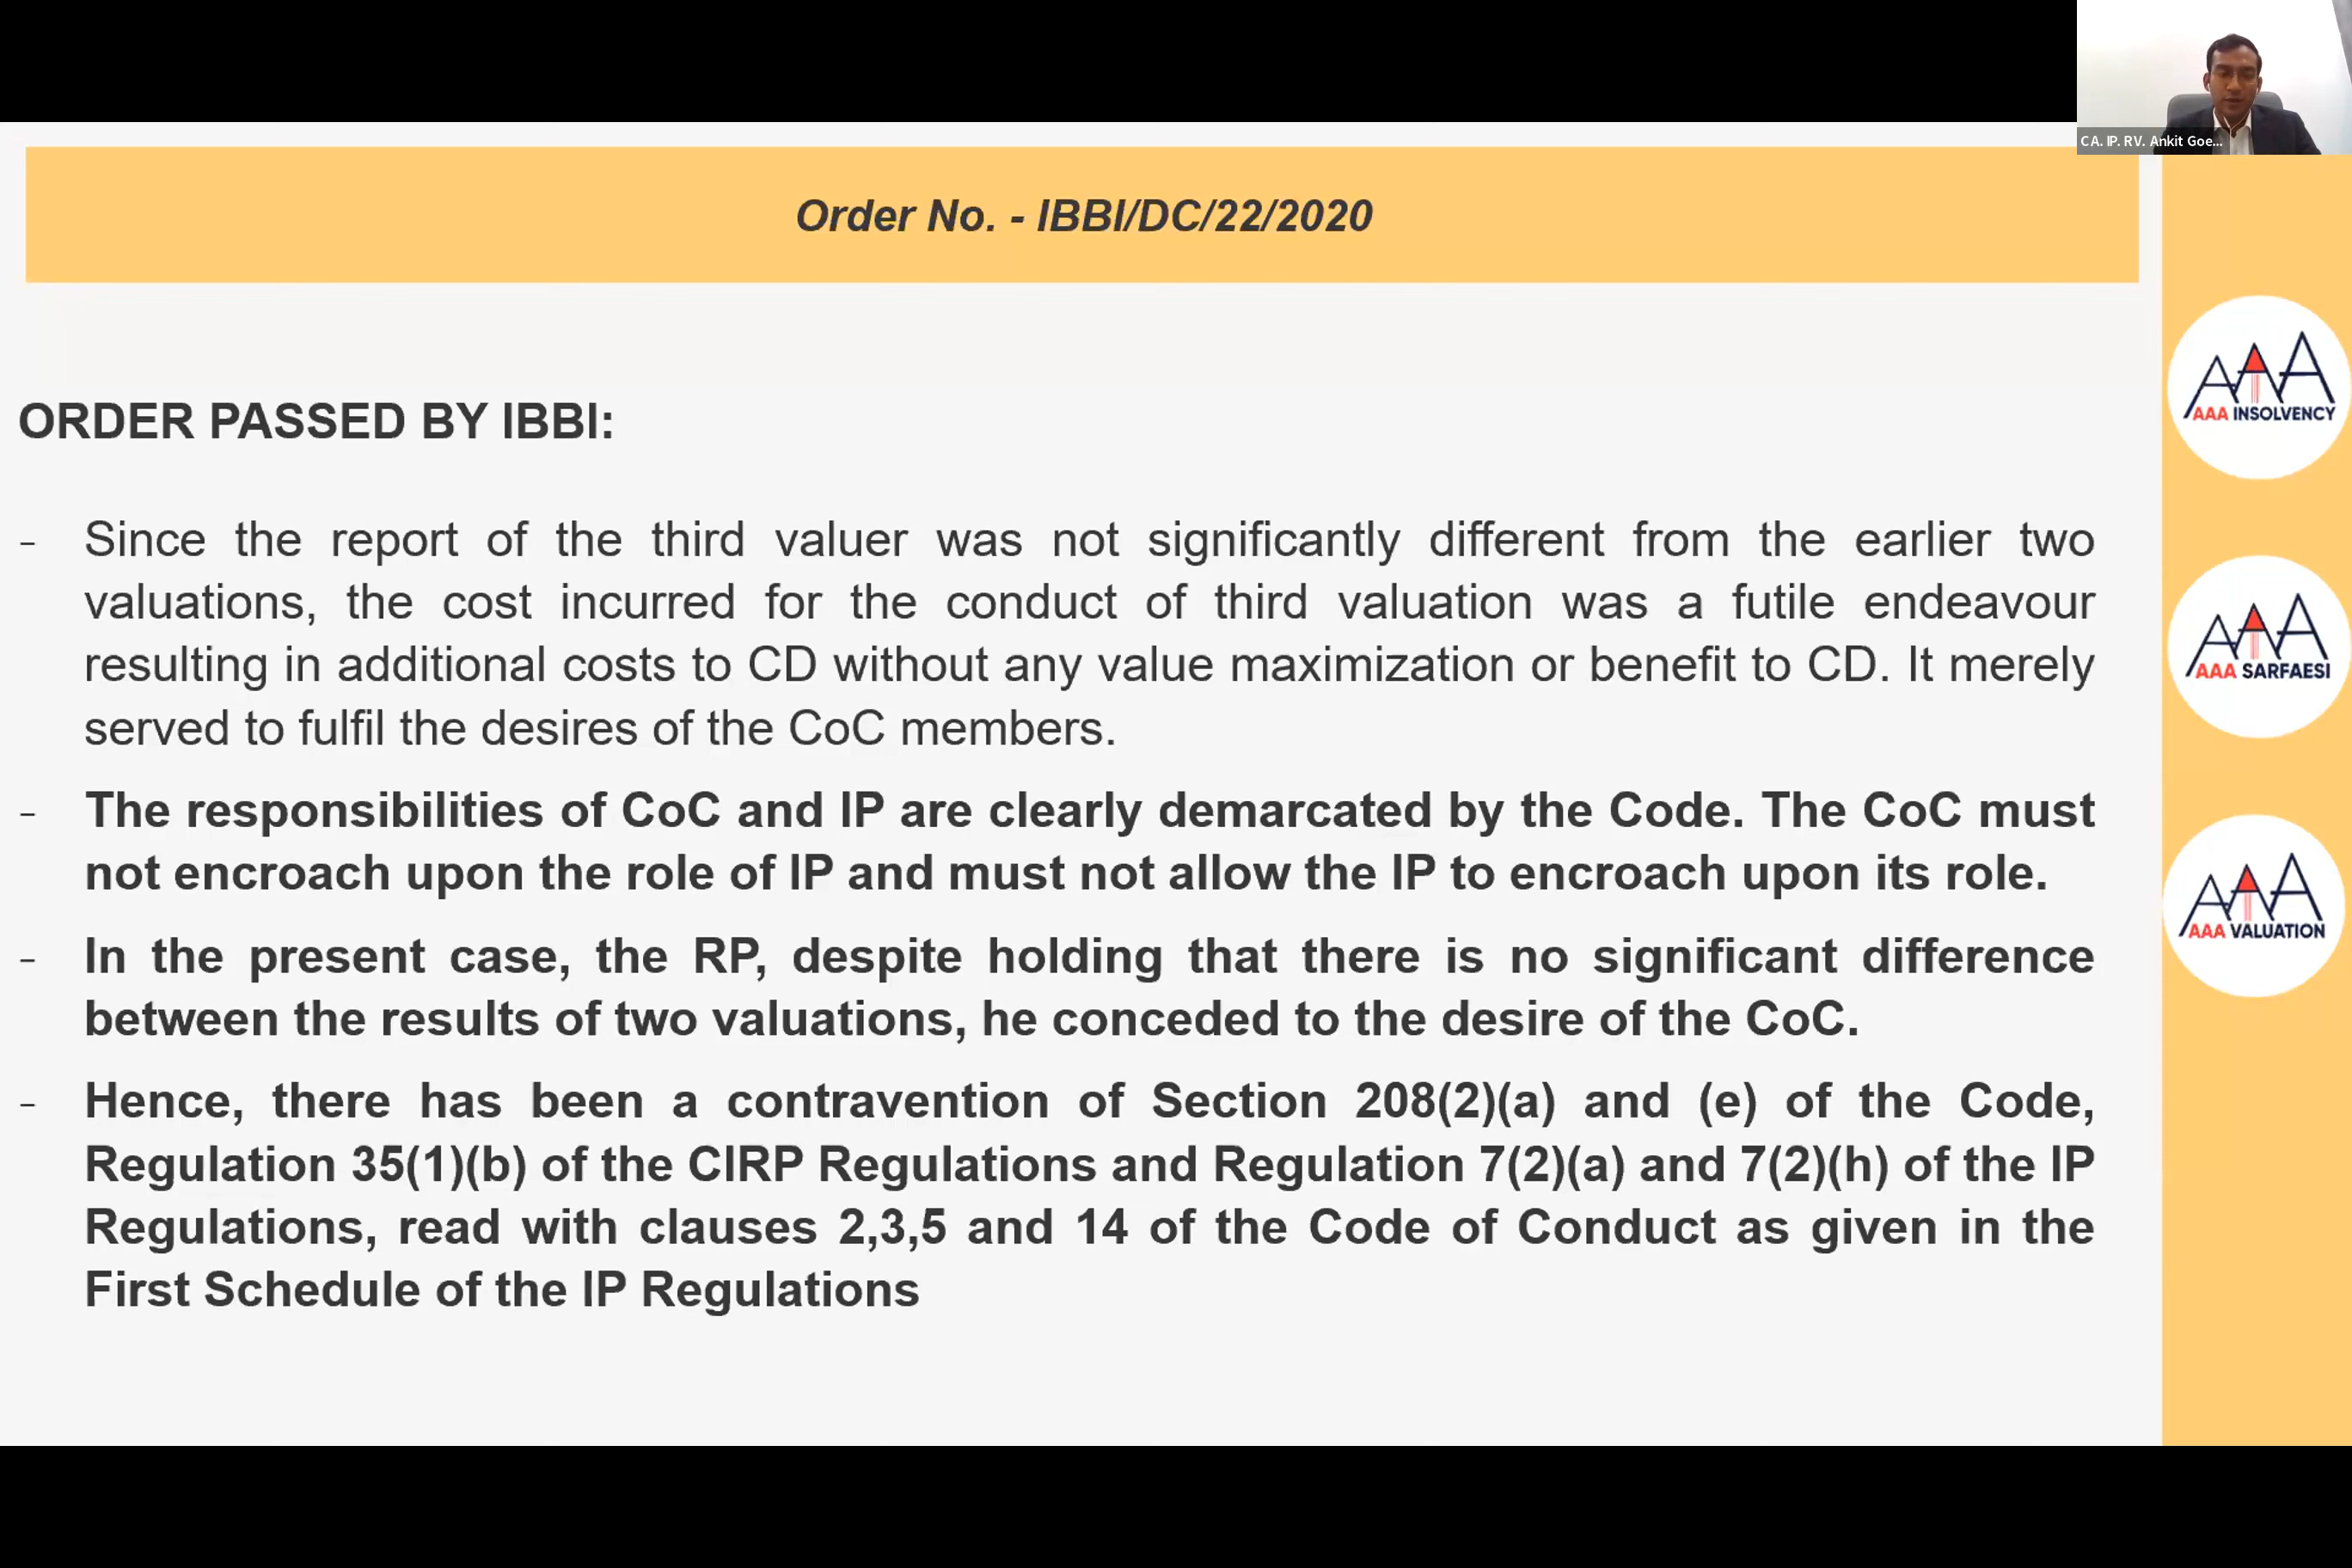 CA. IP. RV. Ankit Goe...
Order No. - IBBI/DC/22/2020
ORDER PASSED BY IBBI:
- Since the report of the third valuer was not significantly different from the earlier two
valuations, the cost incurred for the conduct of third valuation was a futile endeavour
resulting in additional costs to CD without any value maximization or benefit to CD. It merely
served to fulfil the desires of the CoC members.
- The responsibilities of CoC and IP are clearly demarcated by the Code. The CoC must
not encroach upon the role of IP and must not allow the IP to encroach upon its role.
- In the present case, the RP, despite holding that there is no significant difference
between the results of two valuations, he conceded to the desire of the CoC.
- Hence, there has been a contravention of Section 208(2)(a) and (e) of the Code,
Regulation 35(1)(b) of the CIRP Regulations and Regulation 7(2)(a) and 7(2)(h) of the IP
Regulations, read with clauses 2,3,5 and 14 of the Code of Conduct as given in the
First Schedule of the IP Regulations
AAA
AAA INSOLVENCY
AAA
AAA SARFAESI
AAA
AAA VALUATION